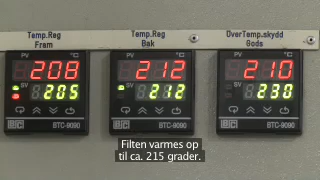 Temp.Reg
Fram
Temp.Reg
Bak
ÖverTemp.skydd
Gods
PV
°C
208
SV
205
BTC-9090
PV
°C
212
SV
212
BTC-9090
PV
°C
210
SV
230
BTC-9090
Filten varmes op
til ca. 215 grader.